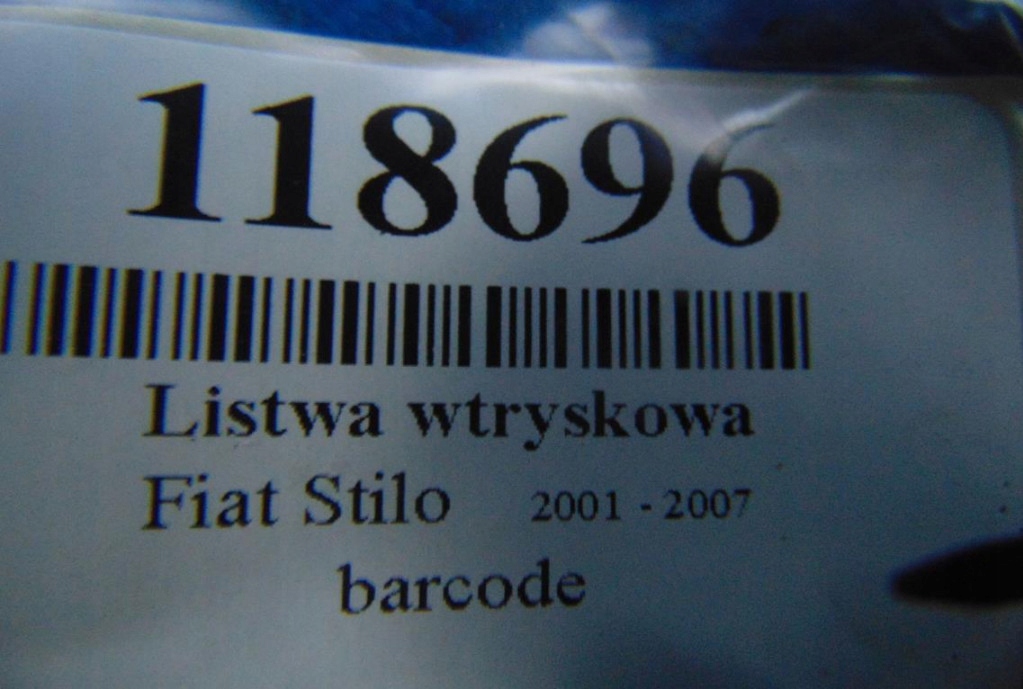 118696
Listwa wtryskowa
Fiat Stilo 2001 - 2007
barcode